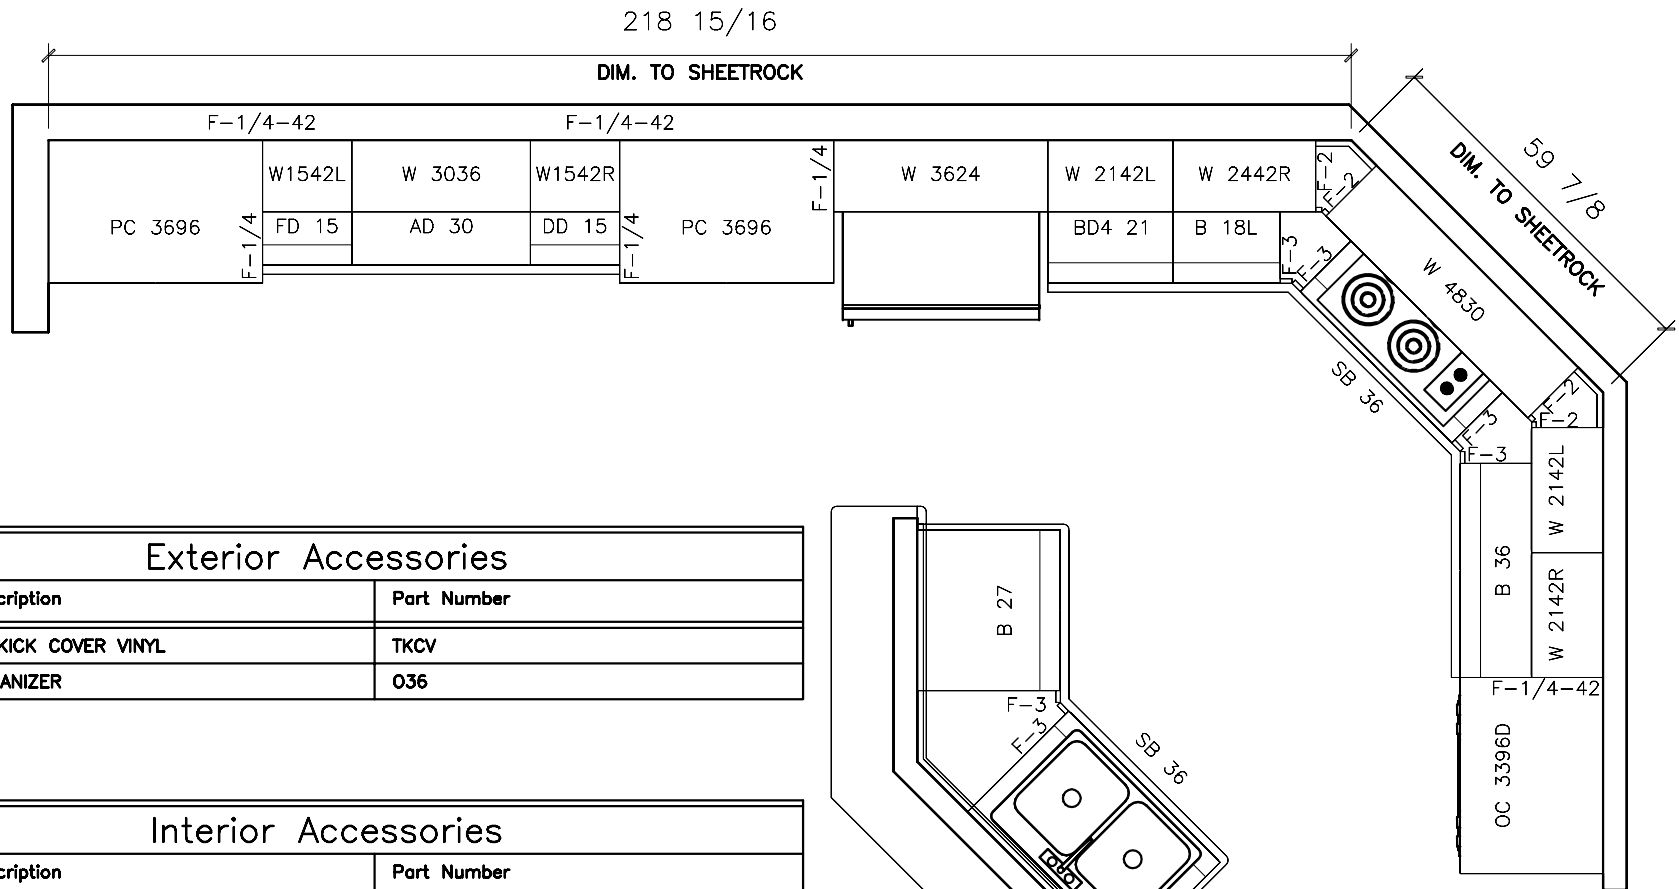 218 15/16
DIM. TO SHEETROCK
59 7/8
DIM. TO SHEETROCK
F-1/4-42
F-1/4-42
W1542L
W 3036
W1542R
F-1/4
W 3624
W 2142L
W 2442R
F-2
F-2
PC 3696
F-1/4
FD 15
AD 30
DD 15
F-1/4
PC 3696
BD4 21
B 18L
F-3
F-3
W 4830
SB 36
F-2
F-2
F-3
F-3
W 2142L
B 36
W 2142R
F-1/4-42
OC 3396D
B 27
F-3
F-3
SB 36
Exterior Accessories
cription
Part Number
KICK COVER VINYL
TKCV
ANIZER
O36
Interior Accessories
cription
Part Number